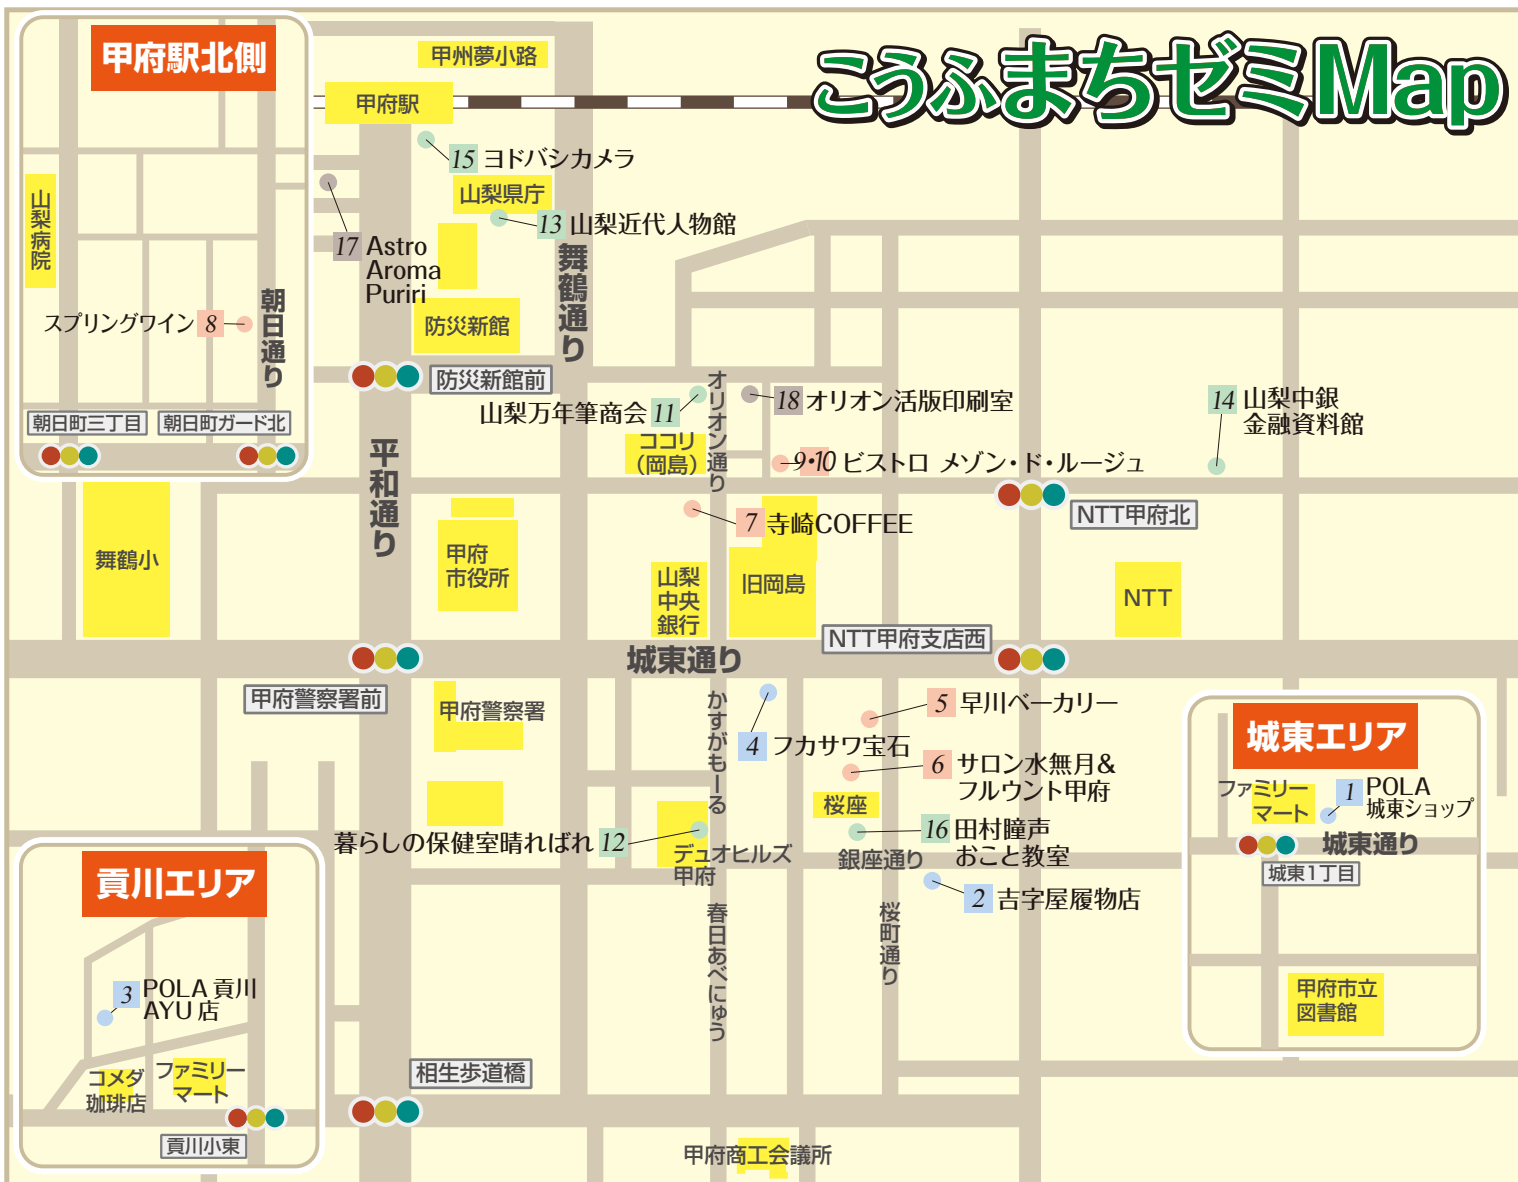 こうふまちゼミMap
甲府駅北側
山梨病院
スプリングワイン 8
朝日通り
朝日町三丁目
朝日町ガード北
甲州夢小路
甲府駅
15 ヨドバシカメラ
山梨県庁
13 山梨近代人物館
17 Astro
Aroma
Puriri
舞鶴通り
防災新館
防災新館前
オリオン通り
山梨万年筆商会 11
18 オリオン活版印刷室
14 山梨中銀
金融資料館
ココリ
(岡島)
9・10 ビストロ メゾン・ド・ルージュ
平和通り
NTT甲府北
7 寺崎COFFEE
舞鶴小
甲府
市役所
山梨
中央
銀行
旧岡島
NTT
NTT甲府支店西
城東通り
甲府警察署前
甲府警察署
かすがもーる
4 フカサワ宝石
5 早川ベーカリー
6 サロン水無月&
フルウント甲府
桜座
暮らしの保健室晴ればれ 12
デュオヒルズ
甲府
16 田村瞳声
おこと教室
銀座通り
2 吉字屋履物店
春日あべにゅう
桜町通り
城東エリア
ファミリー
マート
1 POLA
城東ショップ
城東通り
城東1丁目
甲府市立
図書館
貢川エリア
3 POLA 貢川
AYU 店
コメダ
珈琲店
ファミリー
マート
貢川小東
相生歩道橋
甲府商工会議所